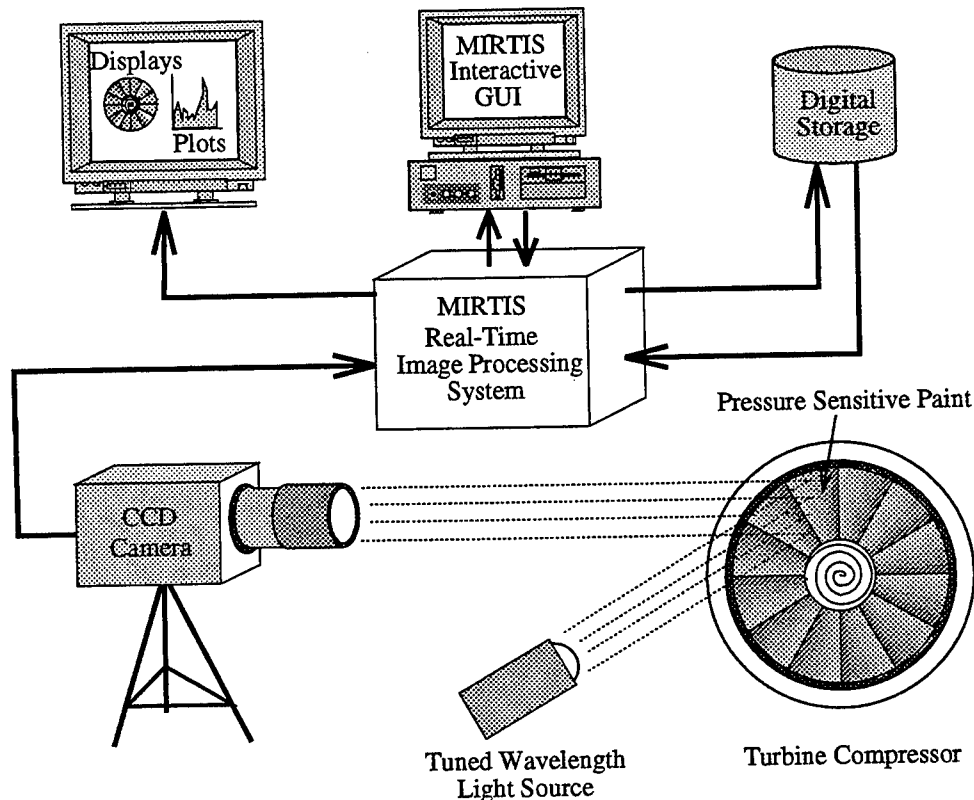 Displays
Plots
MIRTIS
Interactive
GUI
Digital
Storage
MIRTIS
Real-Time
Image Processing
System
Pressure Sensitive Paint
CCD
Camera
Tuned Wavelength
Light Source
Turbine Compressor